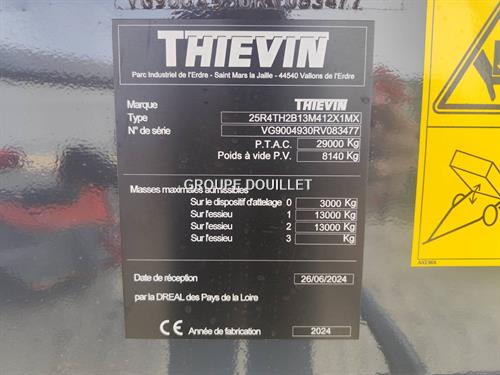 VG9004930RV083477
THIEVIN
Parc Industriel de l'Erdre - Saint Mars la Jaille - 44540 Vallons de l'Erdre
Marque THIEVIN
Type 25R4TH2B13M412X1MX
N° de série VG9004930RV083477
P.T.A.C. 29000 Kg
Poids à vide P.V. 8140 Kg
GROUPE DOUILLET
Masses maximales admissibles
Sur le dispositif d'attelage 0 3000 Kg
Sur l'essieu 1 13000 Kg
Sur l'essieu 2 13000 Kg
Sur l'essieu 3 Kg
Date de réception 26/06/2024
par la DREAL des Pays de la Loire
CE Année de fabrication 2024